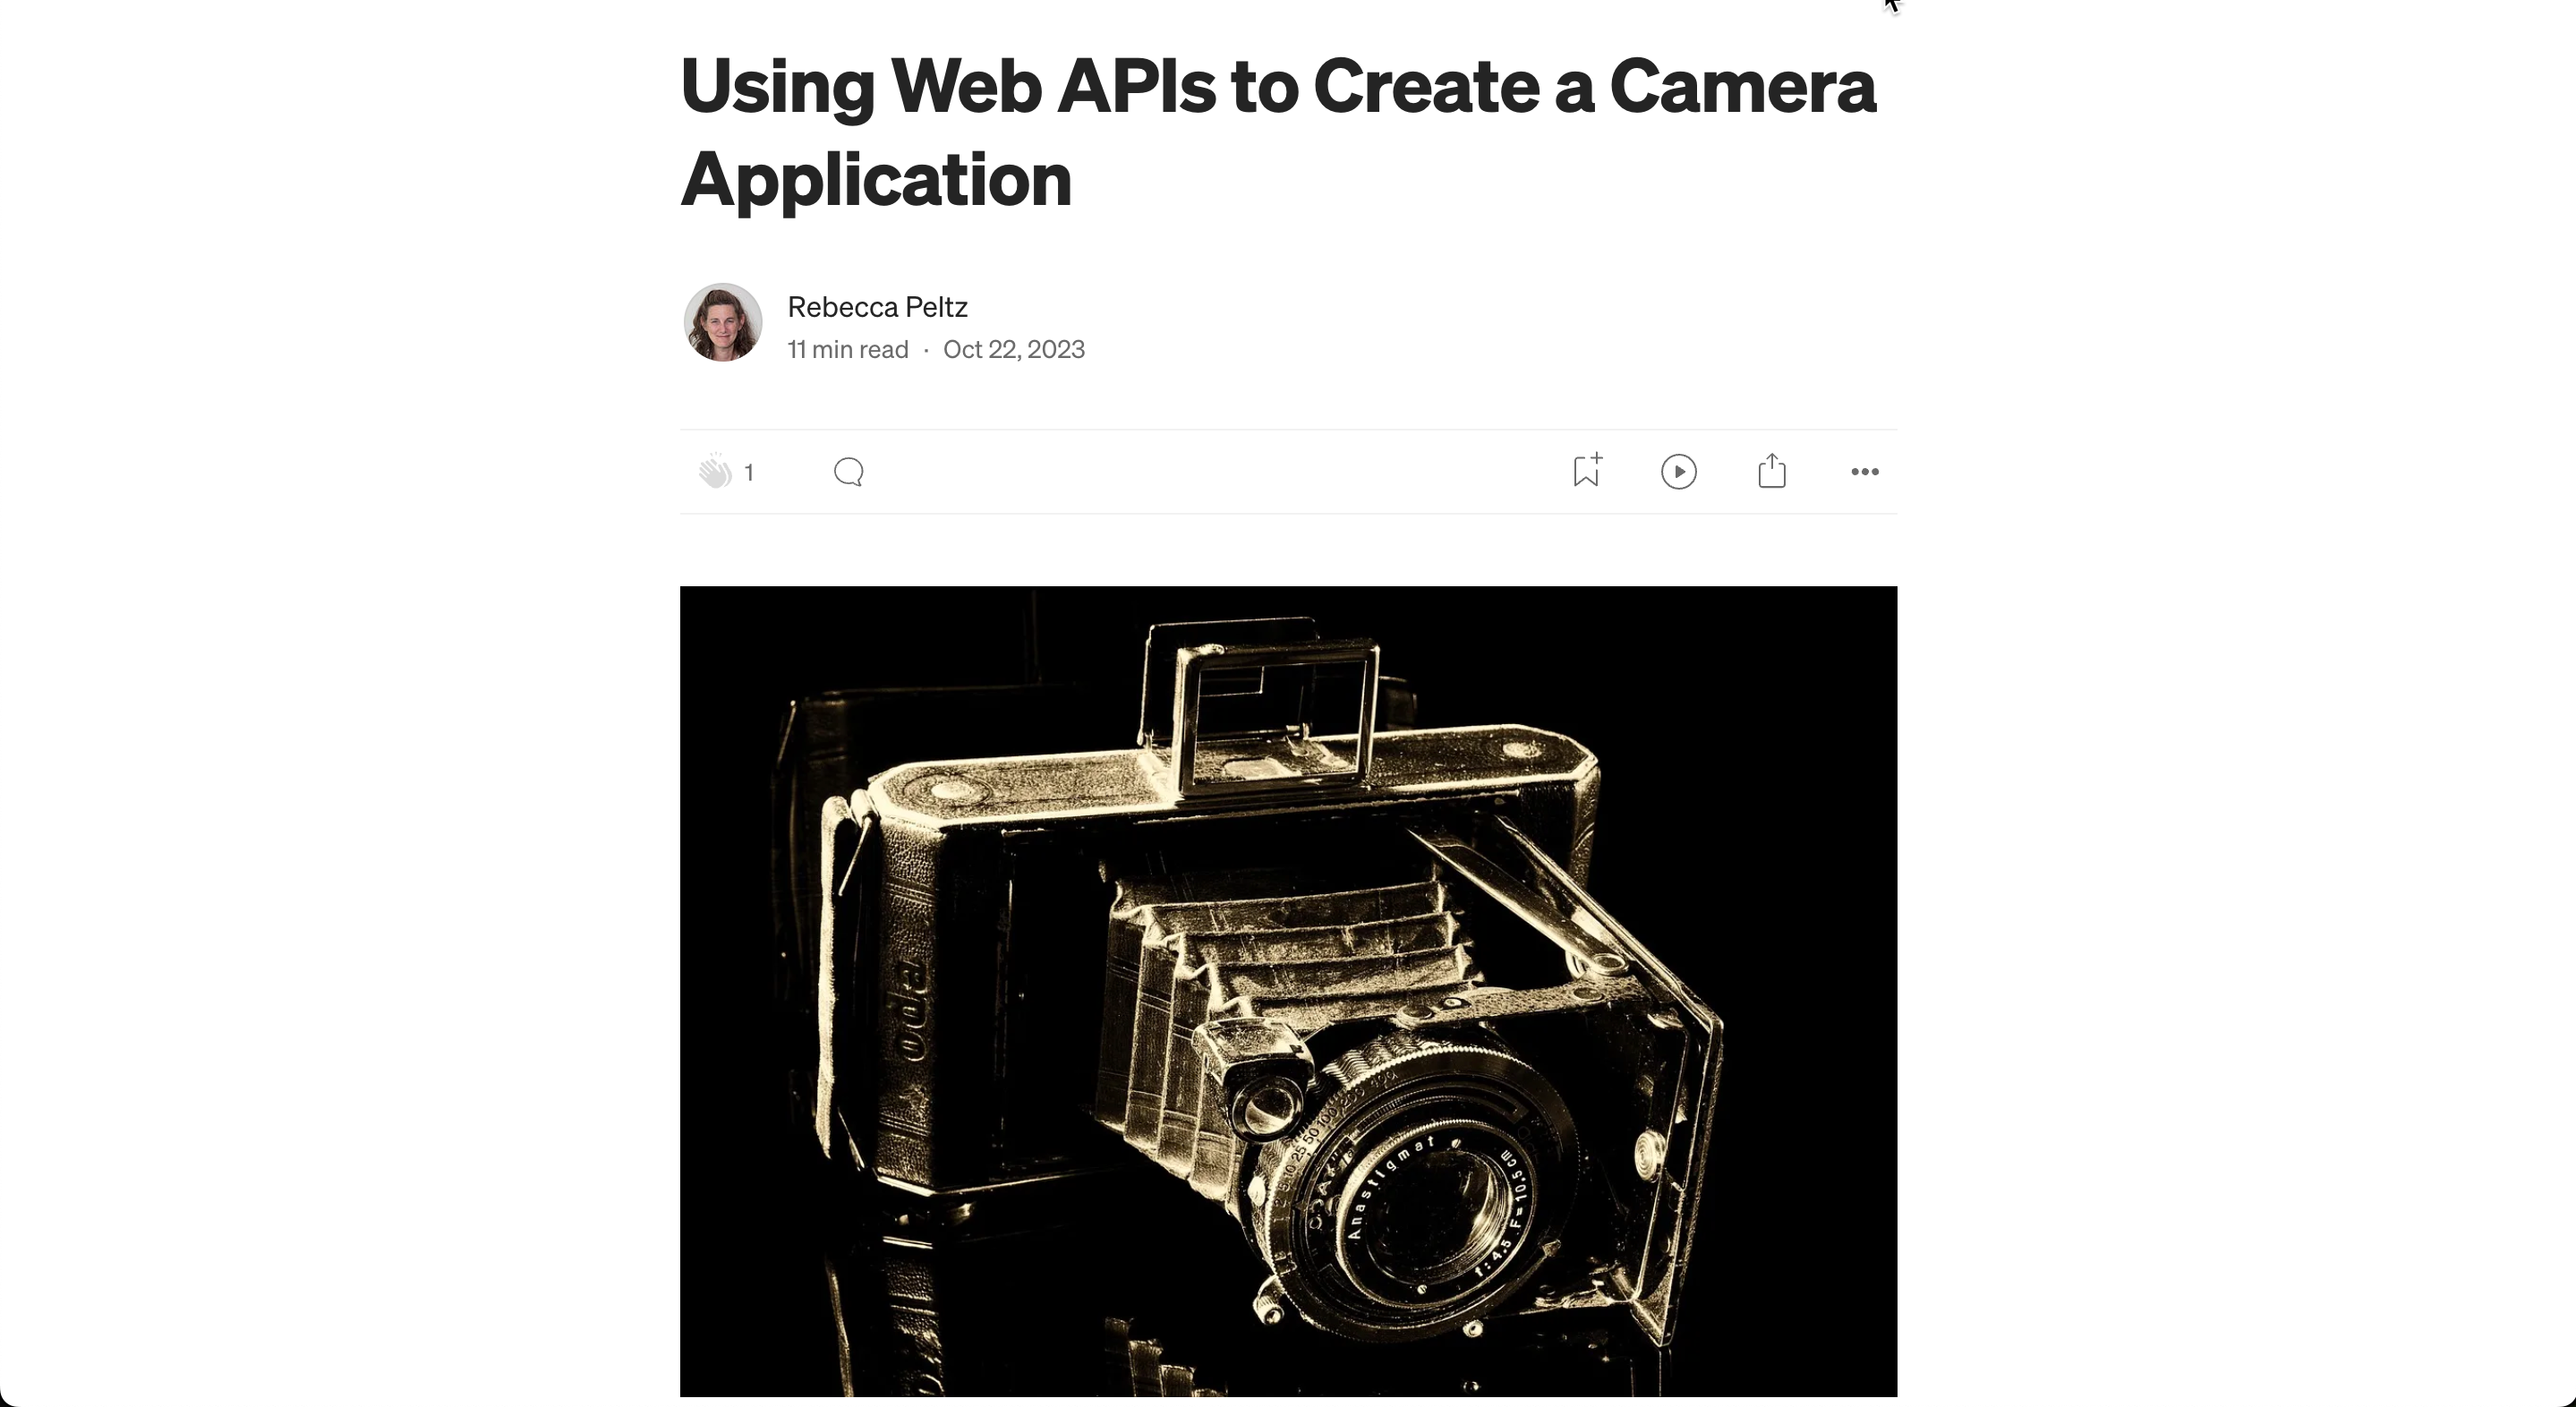 Using Web APIs to Create a Camera
Application
Rebecca Peltz
11 min read · Oct 22, 2023
1
Anastigmat
f:4,5 F=10,5cm